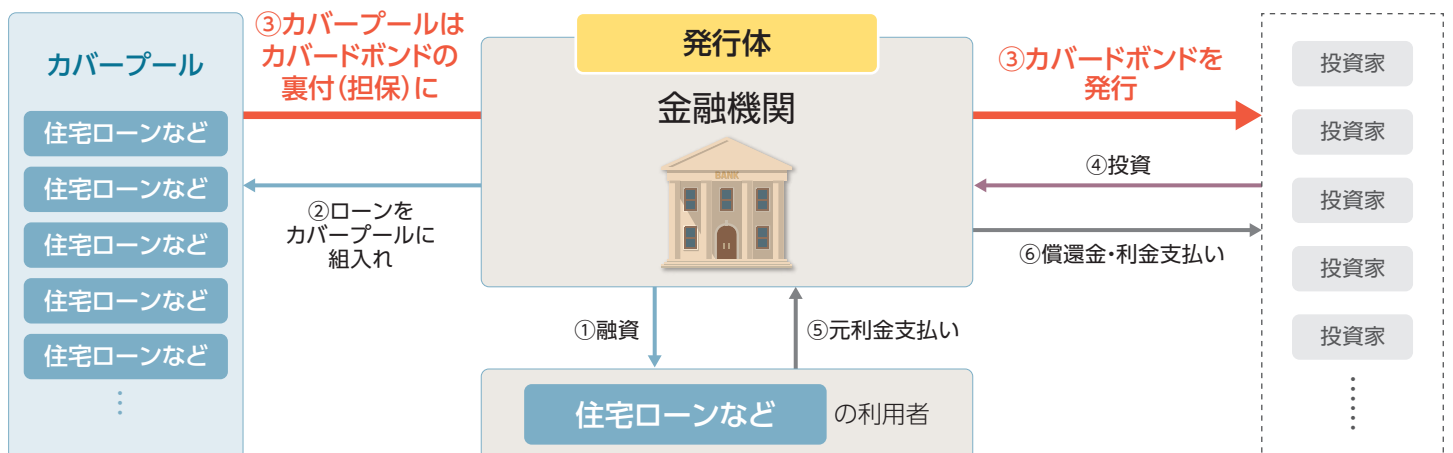 カバープール
住宅ローンなど
住宅ローンなど
住宅ローンなど
住宅ローンなど
住宅ローンなど
⋮
③カバープールは
カバードボンドの
裏付(担保)に
②ローンを
カバープールに
組入れ
発行体
金融機関
BANK
①融資
⑤元利金支払い
住宅ローンなど の利用者
③カバードボンドを
発行
④投資
⑥償還金・利金支払い
投資家
投資家
投資家
投資家
投資家
⋮